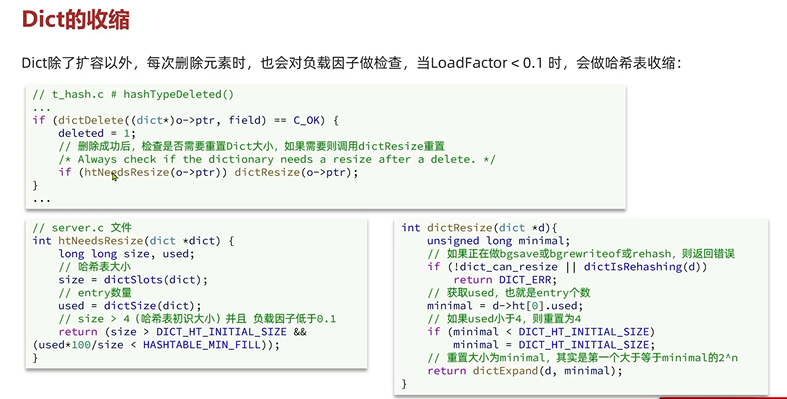 Dict的收缩
Dict除了扩容以外，每次删除元素时，也会对负载因子做检查，当LoadFactor < 0.1 时，会做哈希表收缩：
// t_hash.c # hashTypeDeleted()
...
if (dictDelete((dict*)o->ptr, field) == C_OK) {
    deleted = 1;
    // 删除成功后，检查是否需要重置Dict大小，如果需要则调用dictResize重置
    /* Always check if the dictionary needs a resize after a delete. */
    if (htNeedsResize(o->ptr)) dictResize(o->ptr);
}
...
// server.c 文件
int htNeedsResize(dict *dict) {
    long long size, used;
    // 哈希表大小
    size = dictSlots(dict);
    // entry数量
    used = dictSize(dict);
    // size > 4（哈希表初识大小）并且 负载因子低于0.1
    return (size > DICT_HT_INITIAL_SIZE &&
(used*100/size < HASHTABLE_MIN_FILL));
}
int dictResize(dict *d){
    unsigned long minimal;
    // 如果正在做bgsave或bgrewriteof或rehash，则返回错误
    if (!dict_can_resize || dictIsRehashing(d))
        return DICT_ERR;
    // 获取used，也就是entry个数
    minimal = d->ht[0].used;
    // 如果used小于4，则重置为4
    if (minimal < DICT_HT_INITIAL_SIZE)
        minimal = DICT_HT_INITIAL_SIZE;
    // 重置大小为minimal，其实是第一个大于等于minimal的2^n
    return dictExpand(d, minimal);
}